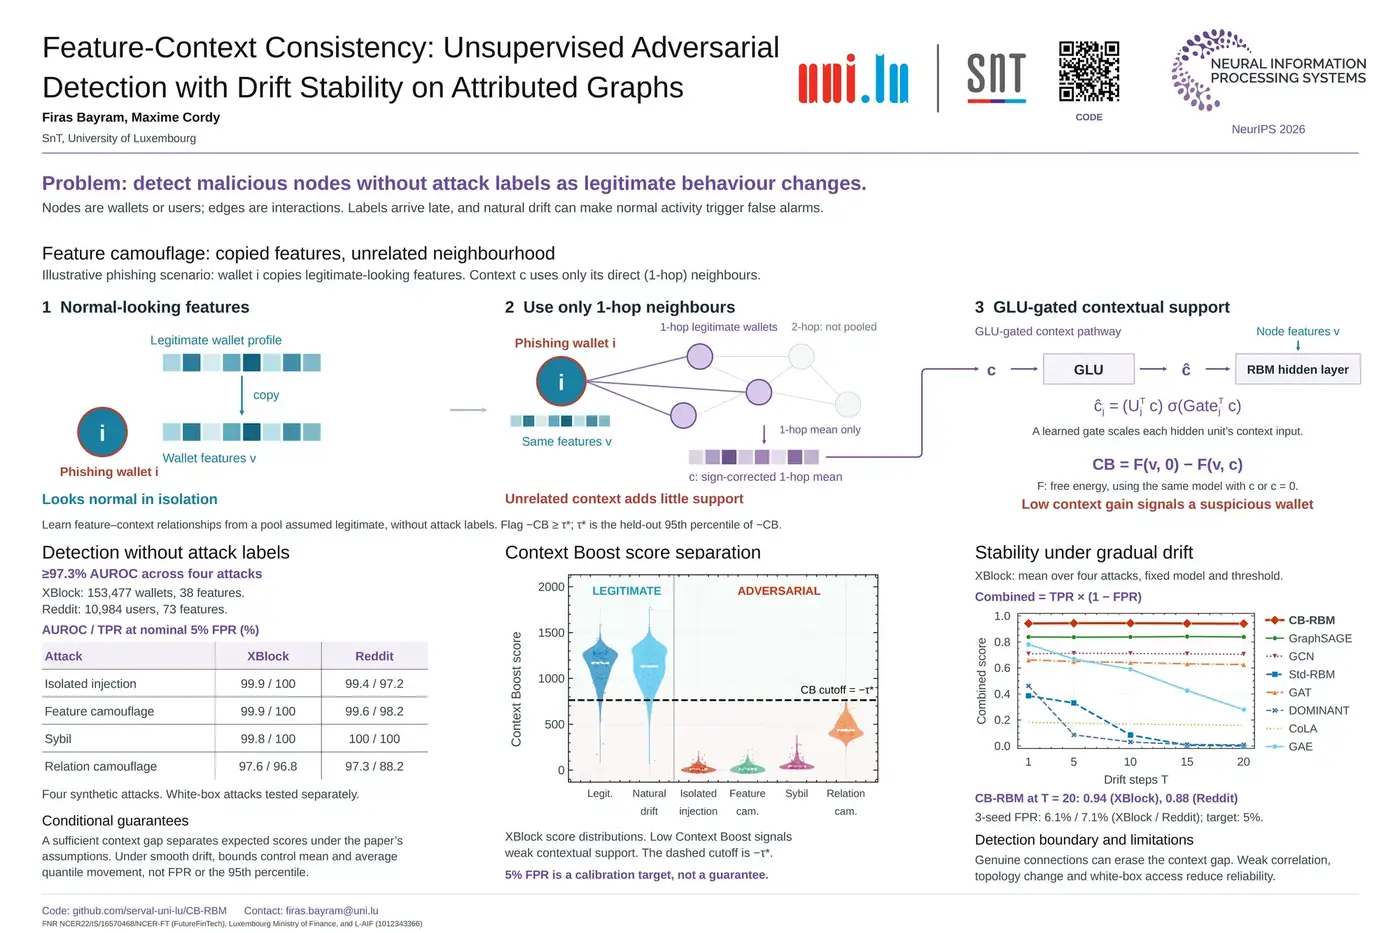 Feature-Context Consistency: Unsupervised Adversarial
Detection with Drift Stability on Attributed Graphs
Firas Bayram, Maxime Cordy
SnT, University of Luxembourg
uni.lu
SNT
CODE
NEURAL INFORMATION
PROCESSING SYSTEMS
NeurIPS 2026
Problem: detect malicious nodes without attack labels as legitimate behaviour changes.
Nodes are wallets or users; edges are interactions. Labels arrive late, and natural drift can make normal activity trigger false alarms.
Feature camouflage: copied features, unrelated neighbourhood
Illustrative phishing scenario: wallet i copies legitimate-looking features. Context c uses only its direct (1-hop) neighbours.
1 Normal-looking features
Legitimate wallet profile
copy
i
Wallet features v
Phishing wallet i
Looks normal in isolation
2 Use only 1-hop neighbours
1-hop legitimate wallets
2-hop: not pooled
Phishing wallet i
i
Same features v
1-hop mean only
c: sign-corrected 1-hop mean
Unrelated context adds little support
3 GLU-gated contextual support
GLU-gated context pathway
Node features v
c
GLU
ĉ
RBM hidden layer
ĉⱼ = (Uⱼᵀ c) σ(Gateⱼᵀ c)
A learned gate scales each hidden unit's context input.
CB = F(v, 0) − F(v, c)
F: free energy, using the same model with c or c = 0.
Low context gain signals a suspicious wallet
Learn feature–context relationships from a pool assumed legitimate, without attack labels. Flag −CB ≥ τ*; τ* is the held-out 95th percentile of −CB.
Detection without attack labels
≥97.3% AUROC across four attacks
XBlock: 153,477 wallets, 38 features.
Reddit: 10,984 users, 73 features.
AUROC / TPR at nominal 5% FPR (%)
Attack XBlock Reddit
Isolated injection 99.9 / 100 99.4 / 97.2
Feature camouflage 99.9 / 100 99.6 / 98.2
Sybil 99.8 / 100 100 / 100
Relation camouflage 97.6 / 96.8 97.3 / 88.2
Four synthetic attacks. White-box attacks tested separately.
Conditional guarantees
A sufficient context gap separates expected scores under the paper's
assumptions. Under smooth drift, bounds control mean and average
quantile movement, not FPR or the 95th percentile.
Context Boost score separation
LEGITIMATE
ADVERSARIAL
CB cutoff = −τ*
Context Boost score
2000
1500
1000
500
0
Legit. Natural Isolated Feature Sybil Relation
drift injection cam. cam.
XBlock score distributions. Low Context Boost signals
weak contextual support. The dashed cutoff is −τ*.
5% FPR is a calibration target, not a guarantee.
Stability under gradual drift
XBlock: mean over four attacks, fixed model and threshold.
Combined = TPR × (1 − FPR)
Combined score
1.0
0.8
0.6
0.4
0.2
0.0
1 5 10 15 20
Drift steps T
CB-RBM
GraphSAGE
GCN
Std-RBM
GAT
DOMINANT
CoLA
GAE
CB-RBM at T = 20: 0.94 (XBlock), 0.88 (Reddit)
3-seed FPR: 6.1% / 7.1% (XBlock / Reddit); target: 5%.
Detection boundary and limitations
Genuine connections can erase the context gap. Weak correlation,
topology change and white-box access reduce reliability.
Code: github.com/serval-uni-lu/CB-RBM Contact: firas.bayram@uni.lu
FNR NCER22/IS/16570468/NCER-FT (FutureFinTech), Luxembourg Ministry of Finance, and L-AIF (1012343366)